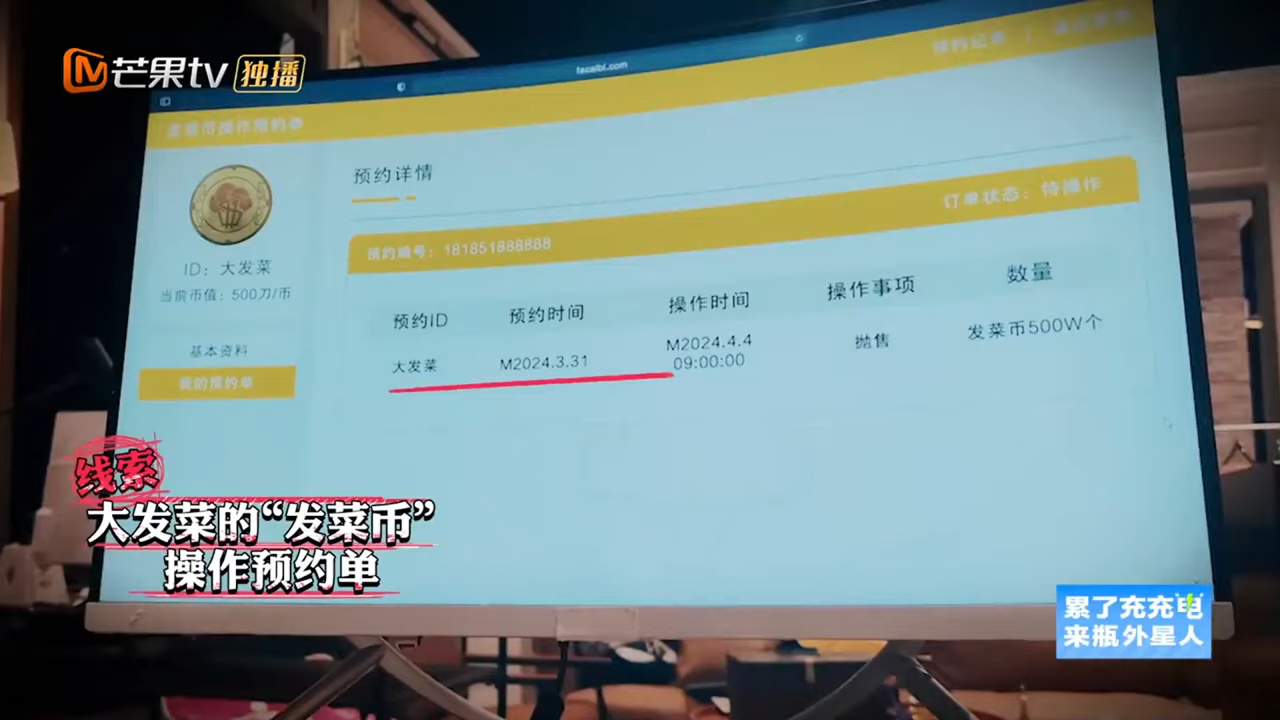 芒果tv 独播
facaibi.com
预约记录
发菜币操作预约单
预约详情
ID：大发菜
当前币值：500刀/币
基本资料
我的预约单
预约编号：181851888888
订单状态：待操作
预约ID 预约时间 操作时间 操作事项 数量
大发菜 M2024.3.31 M2024.4.4 09:00:00 抛售 发菜币500W个
线索
大发菜的“发菜币”
操作预约单
累了充充电
来瓶外星人